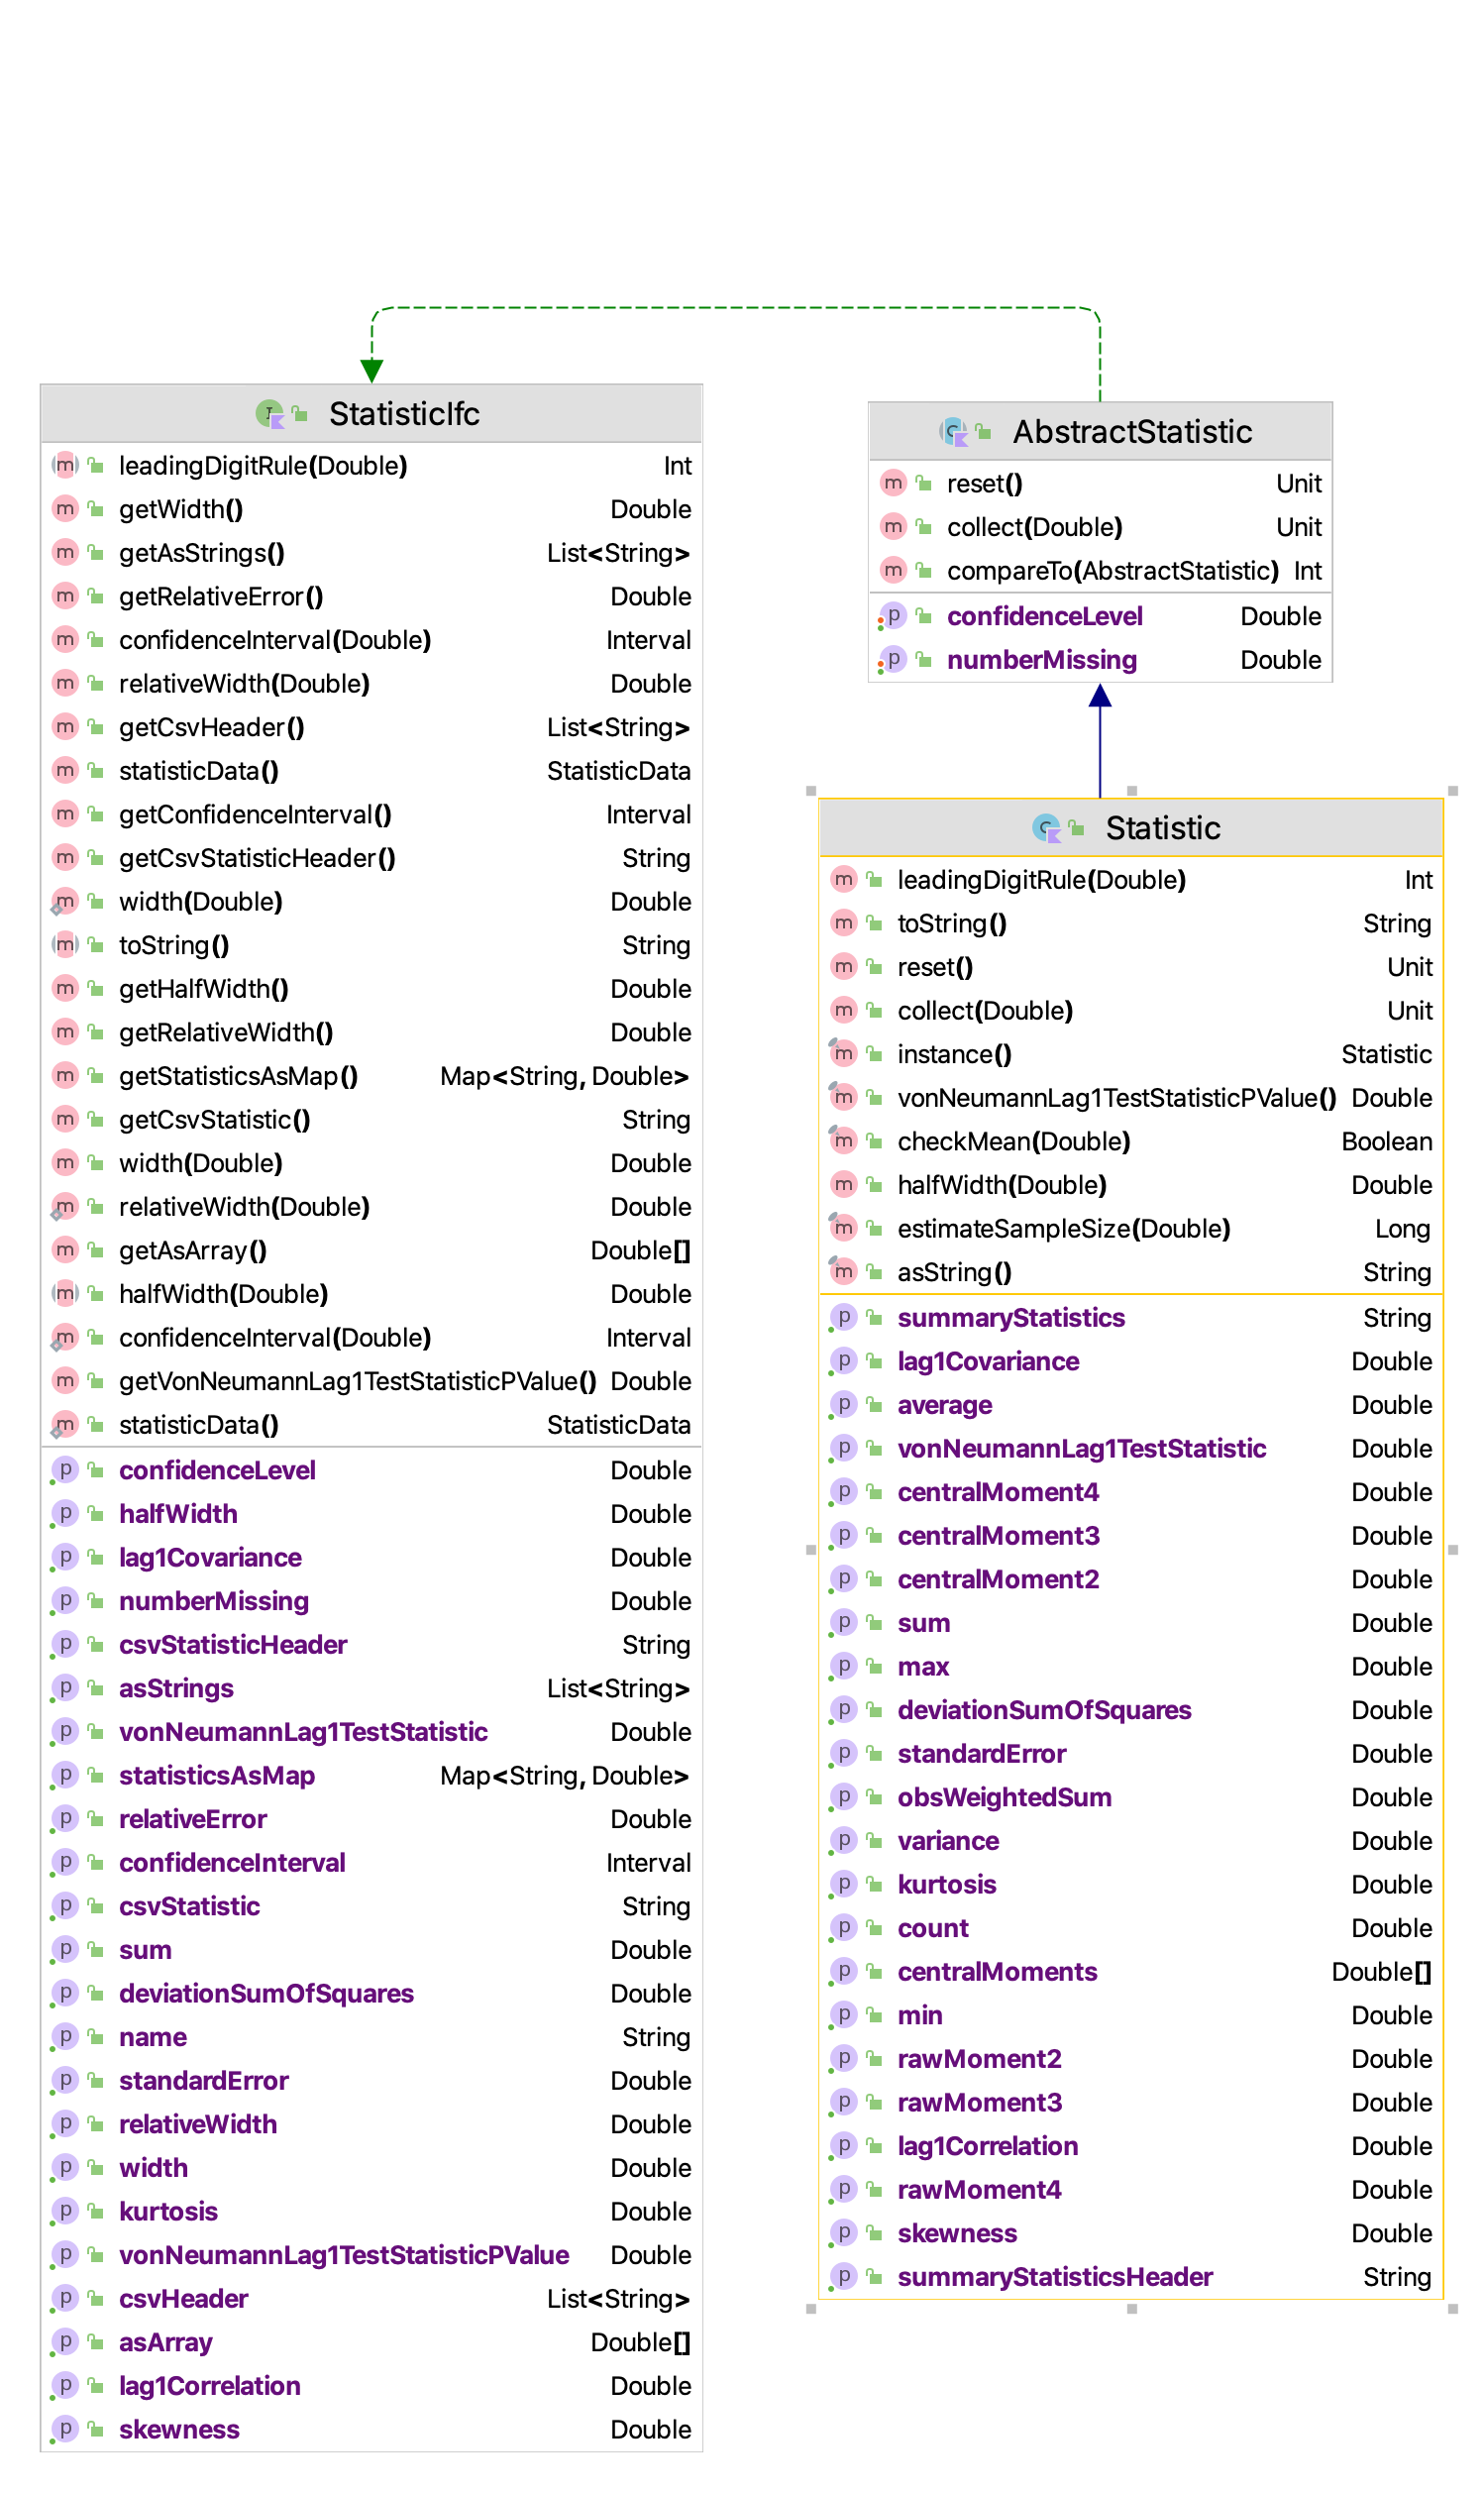 StatisticIfc
leadingDigitRule(Double) Int
getWidth() Double
getAsStrings() List<String>
getRelativeError() Double
confidenceInterval(Double) Interval
relativeWidth(Double) Double
getCsvHeader() List<String>
statisticData() StatisticData
getConfidenceInterval() Interval
getCsvStatisticHeader() String
width(Double) Double
toString() String
getHalfWidth() Double
getRelativeWidth() Double
getStatisticsAsMap() Map<String, Double>
getCsvStatistic() String
width(Double) Double
relativeWidth(Double) Double
getAsArray() Double[]
halfWidth(Double) Double
confidenceInterval(Double) Interval
getVonNeumannLag1TestStatisticPValue() Double
statisticData() StatisticData
confidenceLevel Double
halfWidth Double
lag1Covariance Double
numberMissing Double
csvStatisticHeader String
asStrings List<String>
vonNeumannLag1TestStatistic Double
statisticsAsMap Map<String, Double>
relativeError Double
confidenceInterval Interval
csvStatistic String
sum Double
deviationSumOfSquares Double
name String
standardError Double
relativeWidth Double
width Double
kurtosis Double
vonNeumannLag1TestStatisticPValue Double
csvHeader List<String>
asArray Double[]
lag1Correlation Double
skewness Double
AbstractStatistic
reset() Unit
collect(Double) Unit
compareTo(AbstractStatistic) Int
confidenceLevel Double
numberMissing Double
Statistic
leadingDigitRule(Double) Int
toString() String
reset() Unit
collect(Double) Unit
instance() Statistic
vonNeumannLag1TestStatisticPValue() Double
checkMean(Double) Boolean
halfWidth(Double) Double
estimateSampleSize(Double) Long
asString() String
summaryStatistics String
lag1Covariance Double
average Double
vonNeumannLag1TestStatistic Double
centralMoment4 Double
centralMoment3 Double
centralMoment2 Double
sum Double
max Double
deviationSumOfSquares Double
standardError Double
obsWeightedSum Double
variance Double
kurtosis Double
count Double
centralMoments Double[]
min Double
rawMoment2 Double
rawMoment3 Double
lag1Correlation Double
rawMoment4 Double
skewness Double
summaryStatisticsHeader String